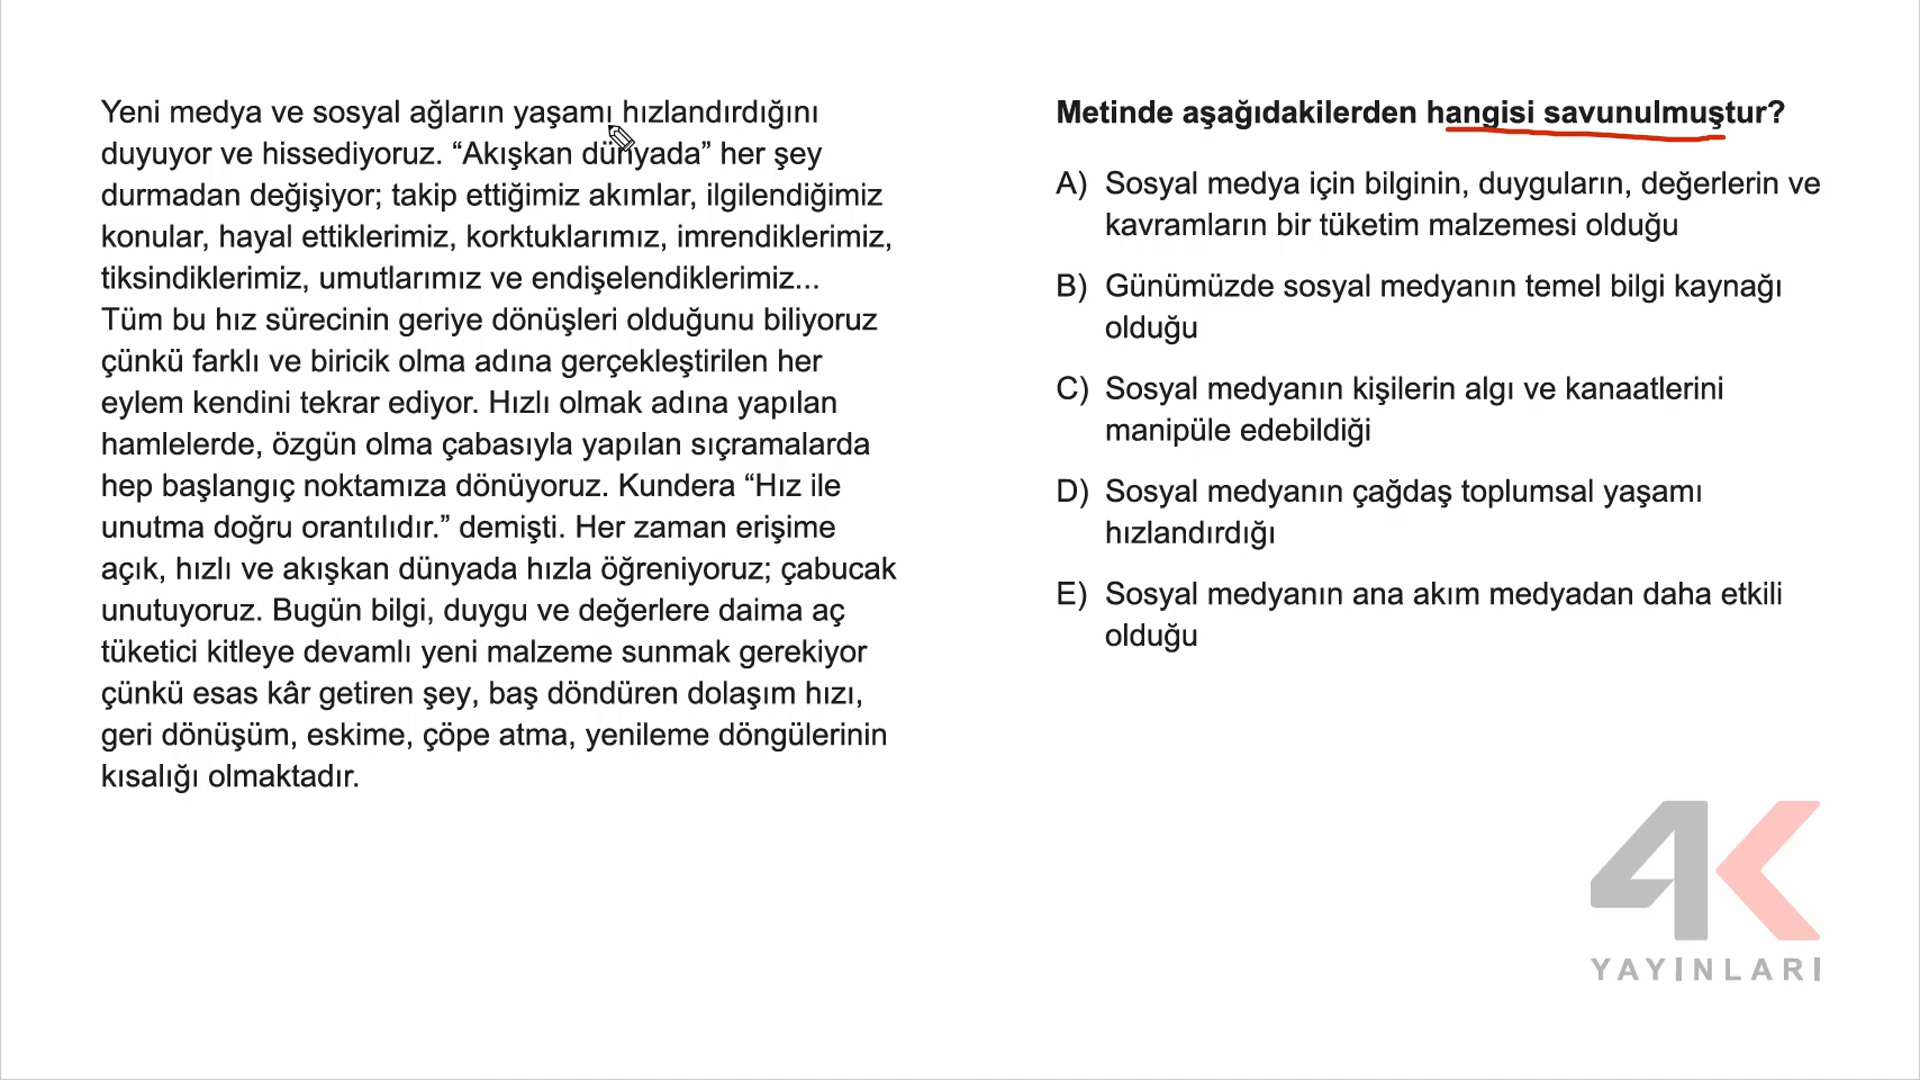 Yeni medya ve sosyal ağların yaşamı hızlandırdığını
duyuyor ve hissediyoruz. “Akışkan dünyada” her şey
durmadan değişiyor; takip ettiğimiz akımlar, ilgilendiğimiz
konular, hayal ettiklerimiz, korktuklarımız, imrendiklerimiz,
tiksindiklerimiz, umutlarımız ve endişelendiklerimiz...
Tüm bu hız sürecinin geriye dönüşleri olduğunu biliyoruz
çünkü farklı ve biricik olma adına gerçekleştirilen her
eylem kendini tekrar ediyor. Hızlı olmak adına yapılan
hamlelerde, özgün olma çabasıyla yapılan sıçramalarda
hep başlangıç noktamıza dönüyoruz. Kundera “Hız ile
unutma doğru orantılıdır.” demişti. Her zaman erişime
açık, hızlı ve akışkan dünyada hızla öğreniyoruz; çabucak
unutuyoruz. Bugün bilgi, duygu ve değerlere daima aç
tüketici kitleye devamlı yeni malzeme sunmak gerekiyor
çünkü esas kâr getiren şey, baş döndüren dolaşım hızı,
geri dönüşüm, eskime, çöpe atma, yenileme döngülerinin
kısalığı olmaktadır.
Metinde aşağıdakilerden hangisi savunulmuştur?
A) Sosyal medya için bilginin, duyguların, değerlerin ve
kavramların bir tüketim malzemesi olduğu
B) Günümüzde sosyal medyanın temel bilgi kaynağı
olduğu
C) Sosyal medyanın kişilerin algı ve kanaatlerini
manipüle edebildiği
D) Sosyal medyanın çağdaş toplumsal yaşamı
hızlandırdığı
E) Sosyal medyanın ana akım medyadan daha etkili
olduğu
4K
YAYINLARI